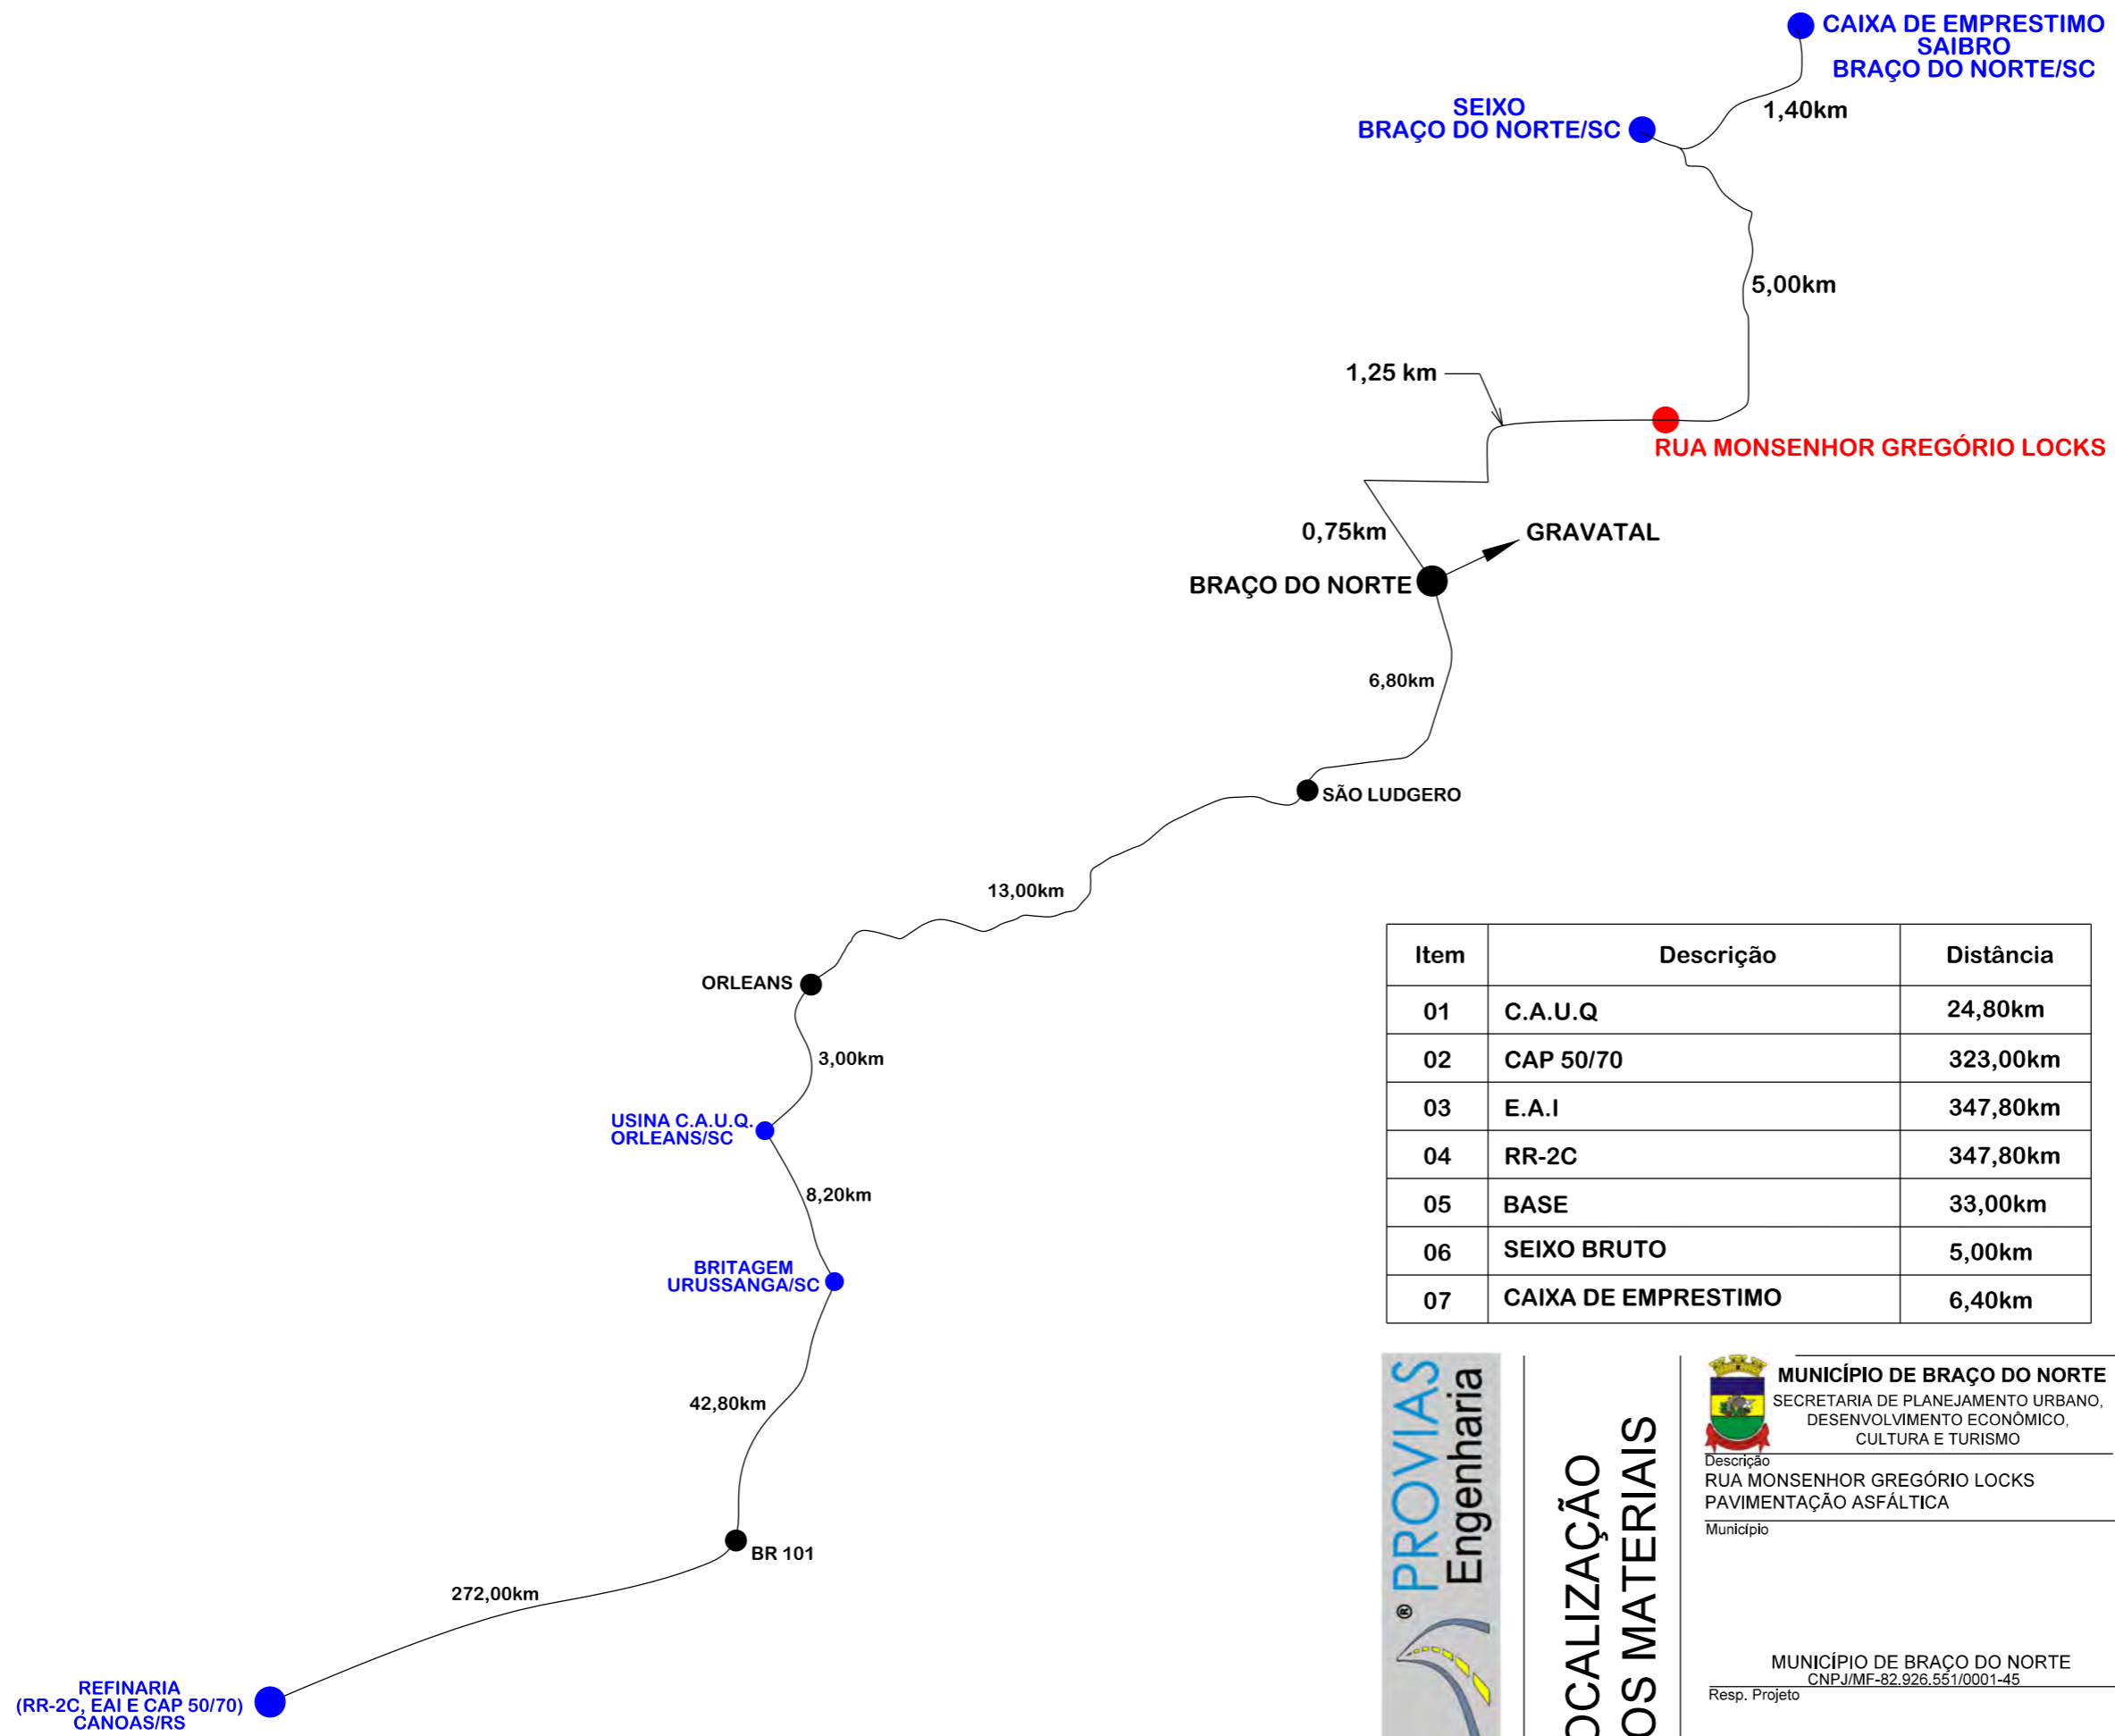 CAIXA DE EMPRESTIMO
SAIBRO
BRAÇO DO NORTE/SC
1,40km
SEIXO
BRAÇO DO NORTE/SC
5,00km
1,25 km
RUA MONSENHOR GREGÓRIO LOCKS
0,75km
GRAVATAL
BRAÇO DO NORTE
6,80km
SÃO LUDGERO
13,00km
ORLEANS
3,00km
USINA C.A.U.Q.
ORLEANS/SC
8,20km
BRITAGEM
URUSSANGA/SC
42,80km
BR 101
272,00km
REFINARIA
(RR-2C, EAI E CAP 50/70)
CANOAS/RS
Item Descrição Distância
01 C.A.U.Q 24,80km
02 CAP 50/70 323,00km
03 E.A.I 347,80km
04 RR-2C 347,80km
05 BASE 33,00km
06 SEIXO BRUTO 5,00km
07 CAIXA DE EMPRESTIMO 6,40km
® PROVIAS
Engenharia
OCALIZAÇÃO
OS MATERIAIS
MUNICÍPIO DE BRAÇO DO NORTE
SECRETARIA DE PLANEJAMENTO URBANO,
DESENVOLVIMENTO ECONÔMICO,
CULTURA E TURISMO
Descrição
RUA MONSENHOR GREGÓRIO LOCKS
PAVIMENTAÇÃO ASFÁLTICA
Município
MUNICÍPIO DE BRAÇO DO NORTE
CNPJ/MF-82.926.551/0001-45
Resp. Projeto